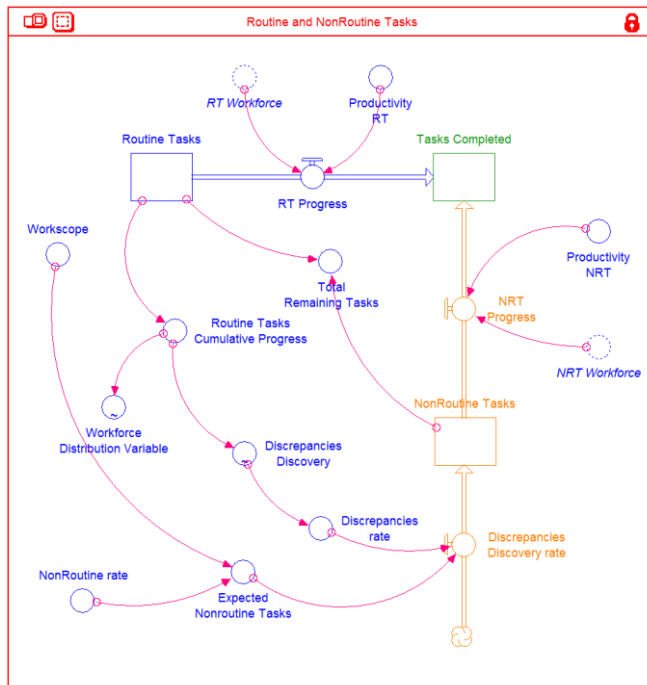 Routine and NonRoutine Tasks
RT Workforce
Productivity
RT
Routine Tasks
Tasks Completed
RT Progress
Workscope
Productivity
NRT
Total
Remaining Tasks
NRT
Progress
Routine Tasks
Cumulative Progress
NRT Workforce
NonRoutine Tasks
Workforce
Distribution Variable
Discrepancies
Discovery
Discrepancies
rate
Discrepancies
Discovery rate
NonRoutine rate
Expected
Nonroutine Tasks